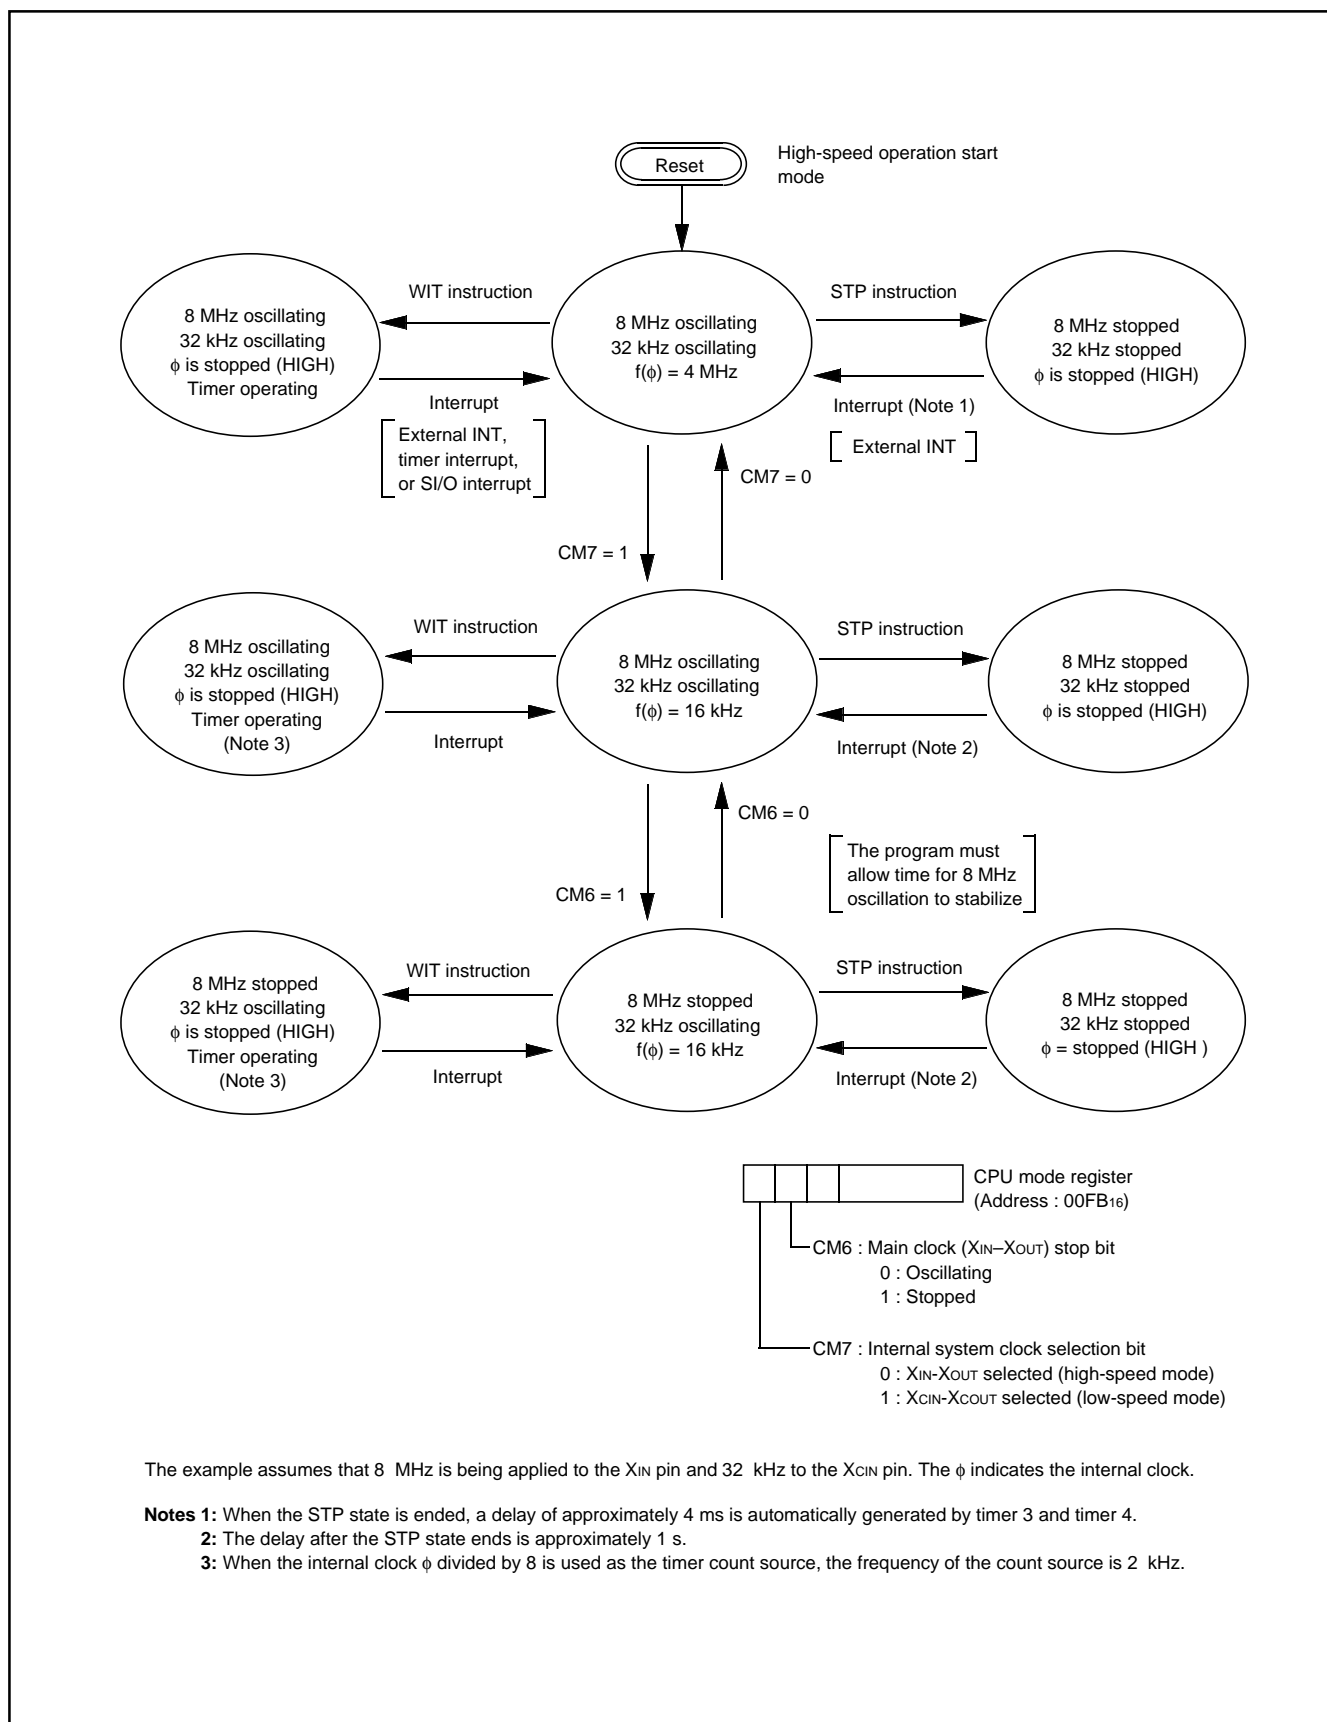 Reset
High-speed operation start
mode
WIT instruction
STP instruction
8 MHz oscillating
32 kHz oscillating
ϕ is stopped (HIGH)
Timer operating
8 MHz oscillating
32 kHz oscillating
f(ϕ) = 4 MHz
8 MHz stopped
32 kHz stopped
ϕ is stopped (HIGH)
Interrupt
External INT,
timer interrupt,
or SI/O interrupt
Interrupt (Note 1)
External INT
CM7 = 0
CM7 = 1
WIT instruction
STP instruction
8 MHz oscillating
32 kHz oscillating
ϕ is stopped (HIGH)
Timer operating
(Note 3)
8 MHz oscillating
32 kHz oscillating
f(ϕ) = 16 kHz
8 MHz stopped
32 kHz stopped
ϕ is stopped (HIGH)
Interrupt
Interrupt (Note 2)
CM6 = 0
The program must
allow time for 8 MHz
oscillation to stabilize
CM6 = 1
WIT instruction
STP instruction
8 MHz stopped
32 kHz oscillating
ϕ is stopped (HIGH)
Timer operating
(Note 3)
8 MHz stopped
32 kHz oscillating
f(ϕ) = 16 kHz
8 MHz stopped
32 kHz stopped
ϕ = stopped (HIGH )
Interrupt
Interrupt (Note 2)
CPU mode register
(Address : 00FB16)
CM6 : Main clock (XIN–XOUT) stop bit
0 : Oscillating
1 : Stopped
CM7 : Internal system clock selection bit
0 : XIN-XOUT selected (high-speed mode)
1 : XCIN-XCOUT selected (low-speed mode)
The example assumes that 8 MHz is being applied to the XIN pin and 32 kHz to the XCIN pin. The ϕ indicates the internal clock.
Notes 1: When the STP state is ended, a delay of approximately 4 ms is automatically generated by timer 3 and timer 4.
2: The delay after the STP state ends is approximately 1 s.
3: When the internal clock ϕ divided by 8 is used as the timer count source, the frequency of the count source is 2 kHz.